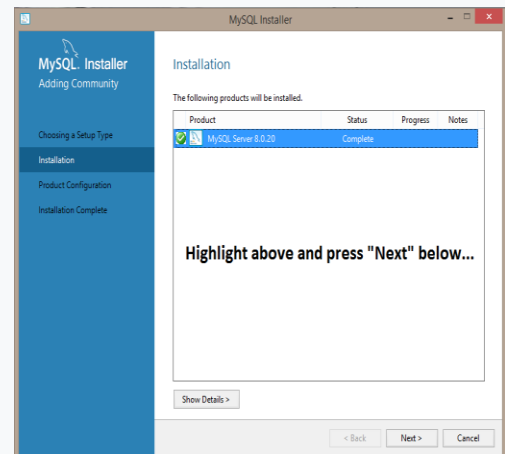 MySQL Installer
MySQL. Installer
Adding Community
Choosing a Setup Type
Installation
Product Configuration
Installation Complete
Installation
The following products will be installed.
Product Status Progress Notes
MySQL Server 8.0.20 Complete
Highlight above and press "Next" below...
Show Details >
< Back Next > Cancel